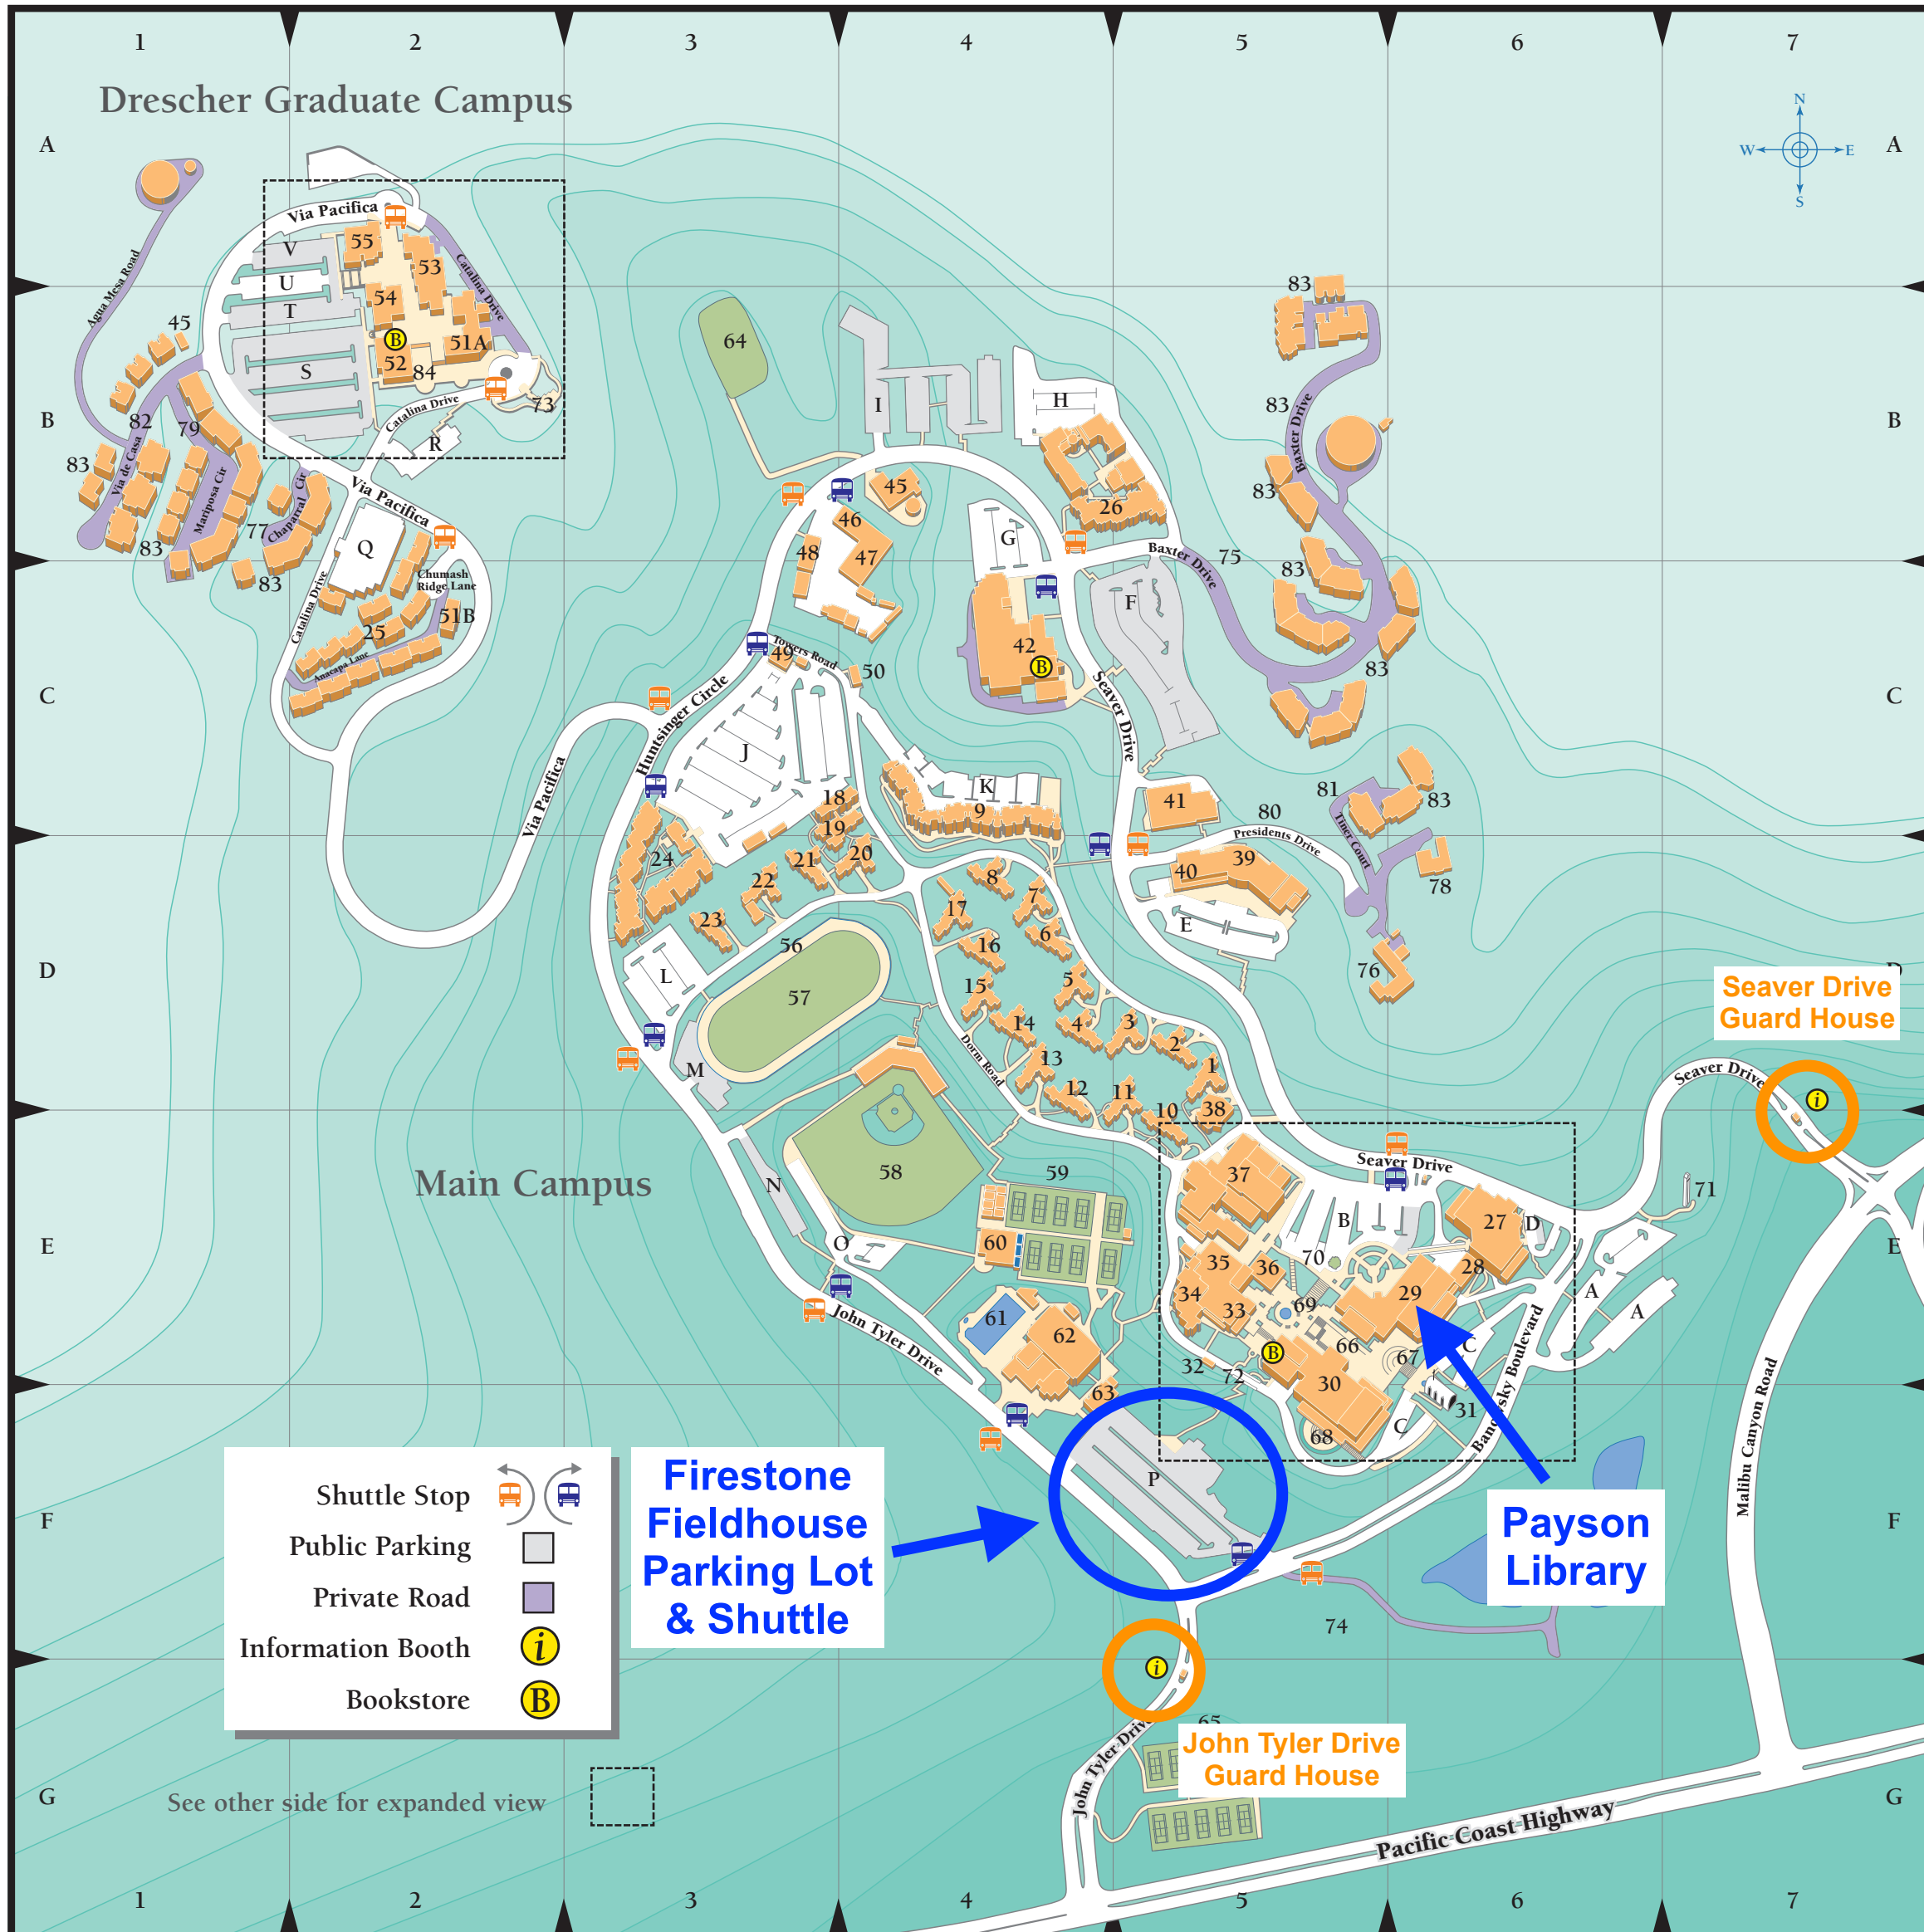 1 2 3 4 5 6 7
Drescher Graduate Campus
N
W E
S
A A
Via Pacifica
55
V
53
Catalina Drive
U
54
T
Agua Mesa Road
45
B
52
51A
S
84
73
Catalina Drive
R
82
79
B B
83
Via de Casa
Mariposa Cir
Chaparral Cir
Via Pacifica
77
83
83
Q
Chumash
Ridge Lane
Catalina Drive
51B
25
Anacapa Lane
64
I
H
45
46
26
48
47
G
Baxter Drive
75
83
83
Baxter Drive
83
83
83
F
42
B
Towers Road
49
50
C C
Huntsinger Circle
Seaver Drive
J
K
9
18
19
20
21
22
23
24
Via Pacifica
41
80
Presidents Drive
81
83
Tiner Court
78
40
39
E
76
8
7
17
6
16
5
15
14
4
3
2
13
1
12
11
10
38
Dorm Road
D D
L
56
57
M
Seaver Drive
Guard House
Seaver Drive
i
Main Campus
58
59
N
O
60
61
62
63
John Tyler Drive
E E
37
Seaver Drive
B
27
D
71
35
36
70
28
34
33
69
29
A
A
66
67
C
32
72
B
30
31
C
68
Banowsky Boulevard
Malibu Canyon Road
Shuttle Stop
Public Parking
Private Road
Information Booth i
Bookstore B
Firestone
Fieldhouse
Parking Lot
& Shuttle
P
Payson
Library
F F
74
i
65
John Tyler Drive
Guard House
John Tyler Drive
G G
See other side for expanded view
Pacific Coast Highway
1 2 3 4 5 6 7